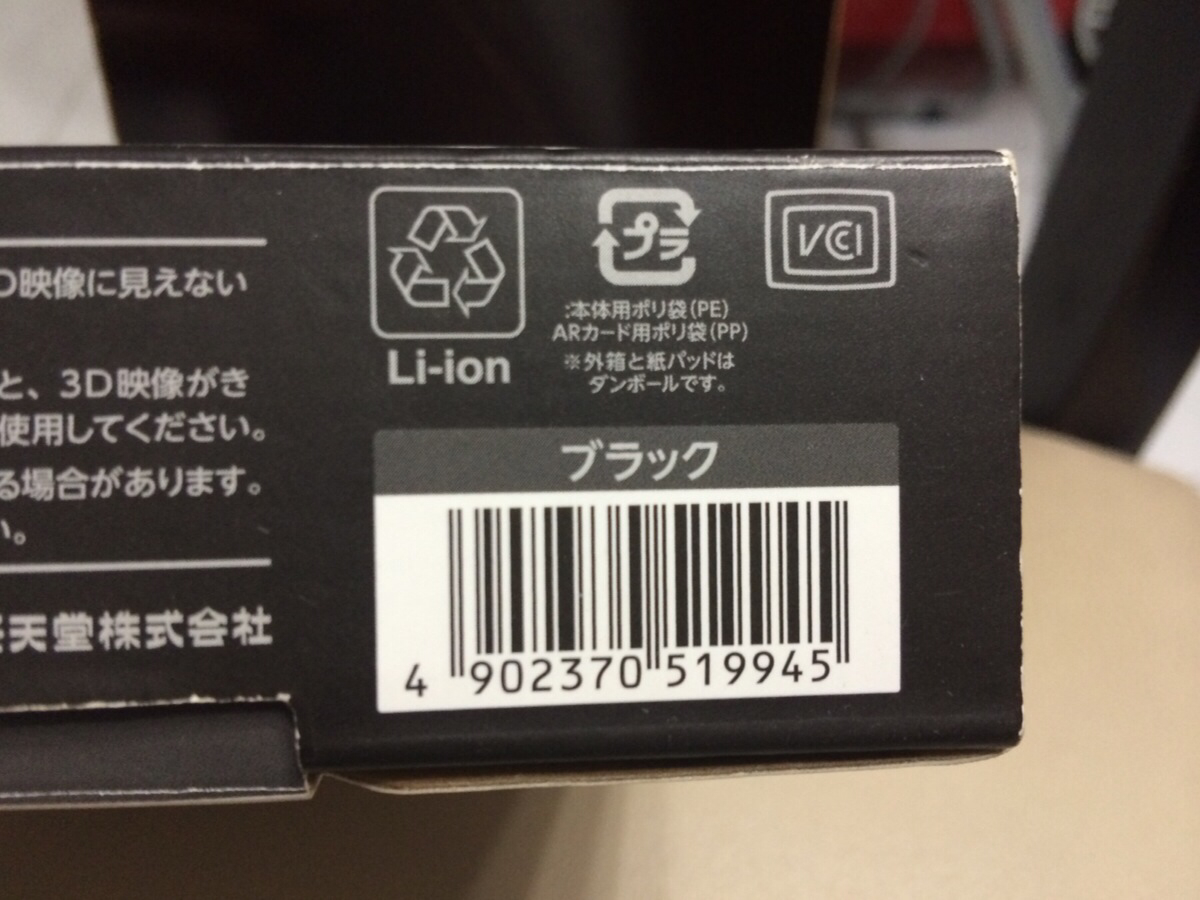 D映像に見えない
と、3D映像がき
使用してください。
る場合があります。
い。
天堂株式会社
Li-ion
プラ
:本体用ポリ袋(PE)
ARカード用ポリ袋(PP)
※外箱と紙パッドは
ダンボールです。
VCCI
ブラック
4 902370 519945